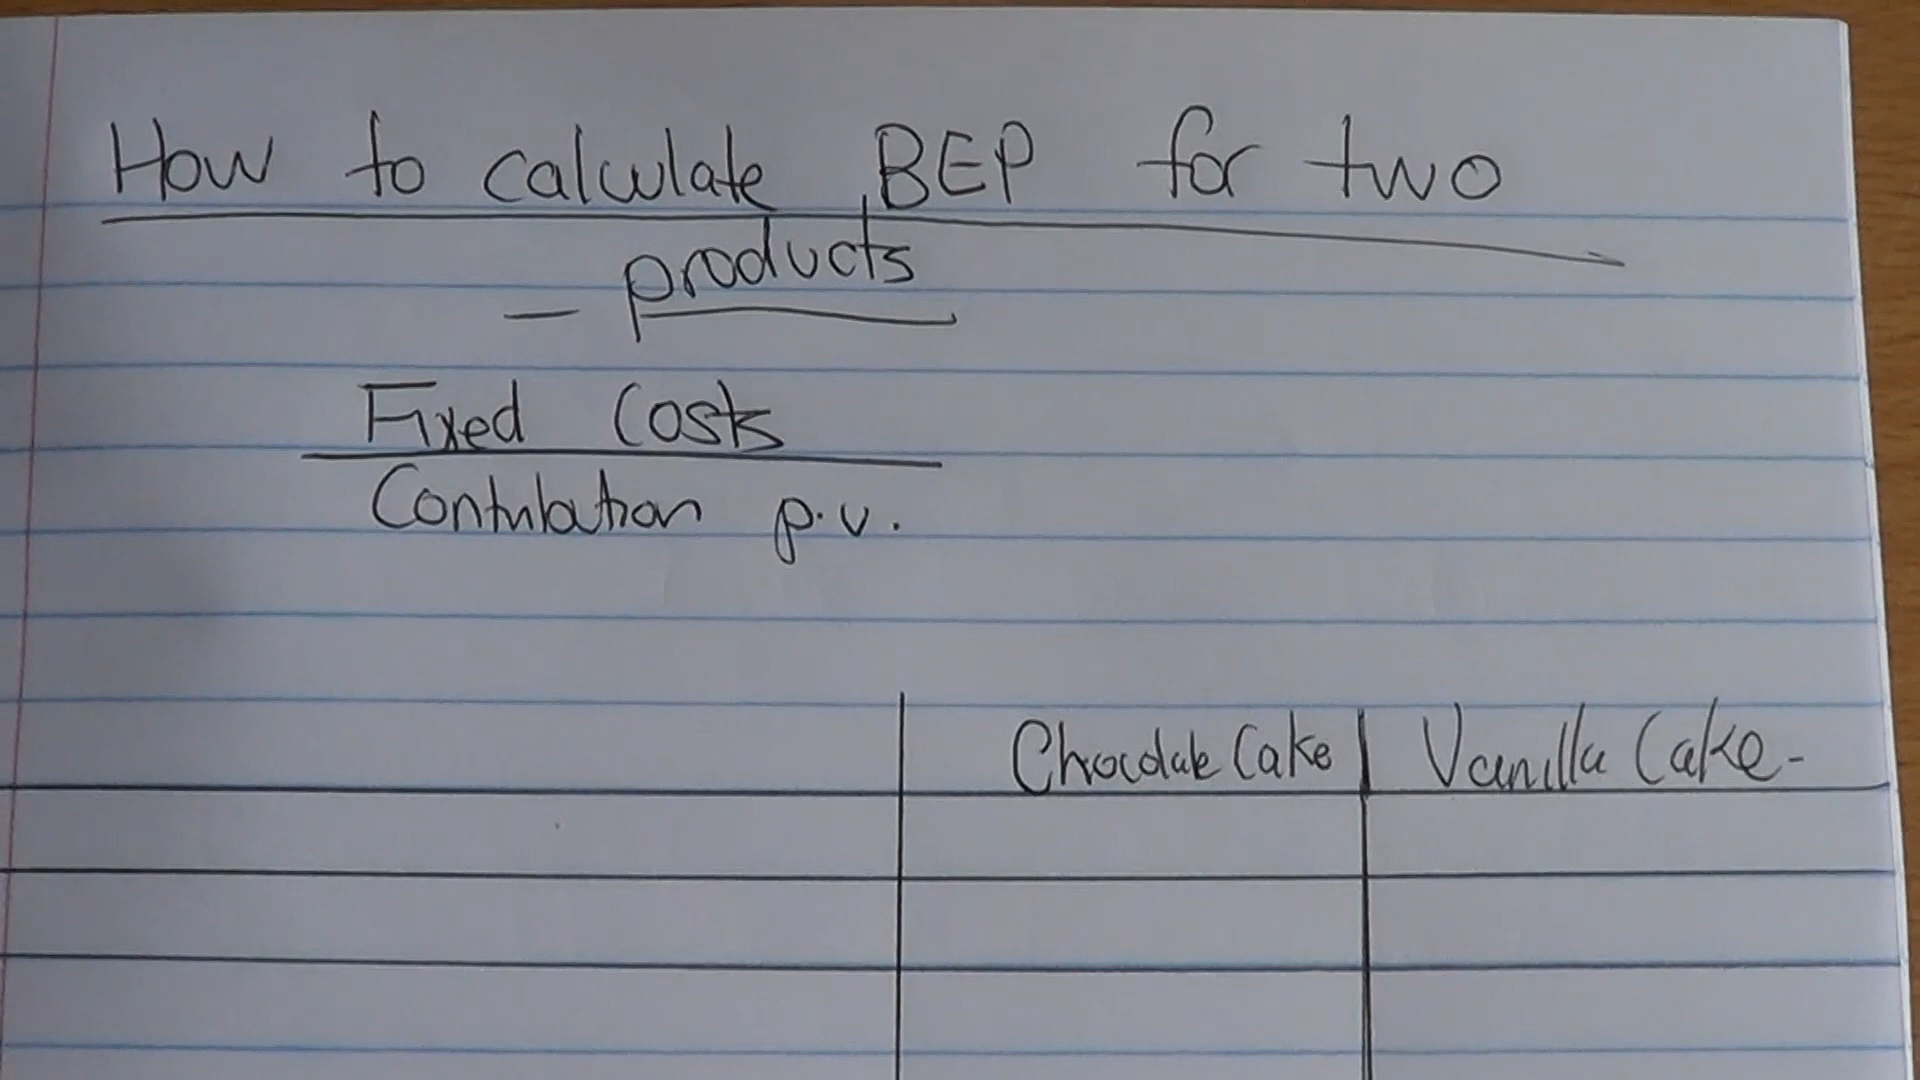 How to calculate BEP for two
- products
Fixed Costs
Contribution p.u.
Chocolate Cake Vanilla Cake-